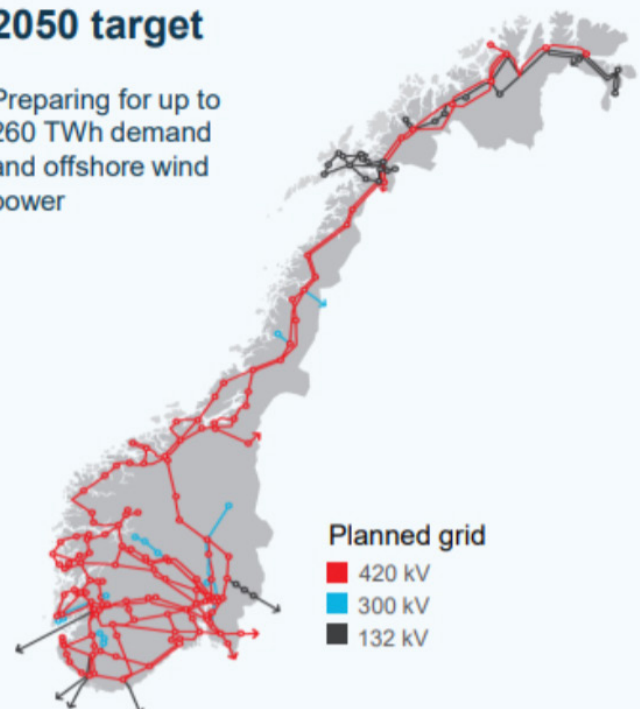 2050 target
Preparing for up to
260 TWh demand
and offshore wind
power
Planned grid
420 kV
300 kV
132 kV